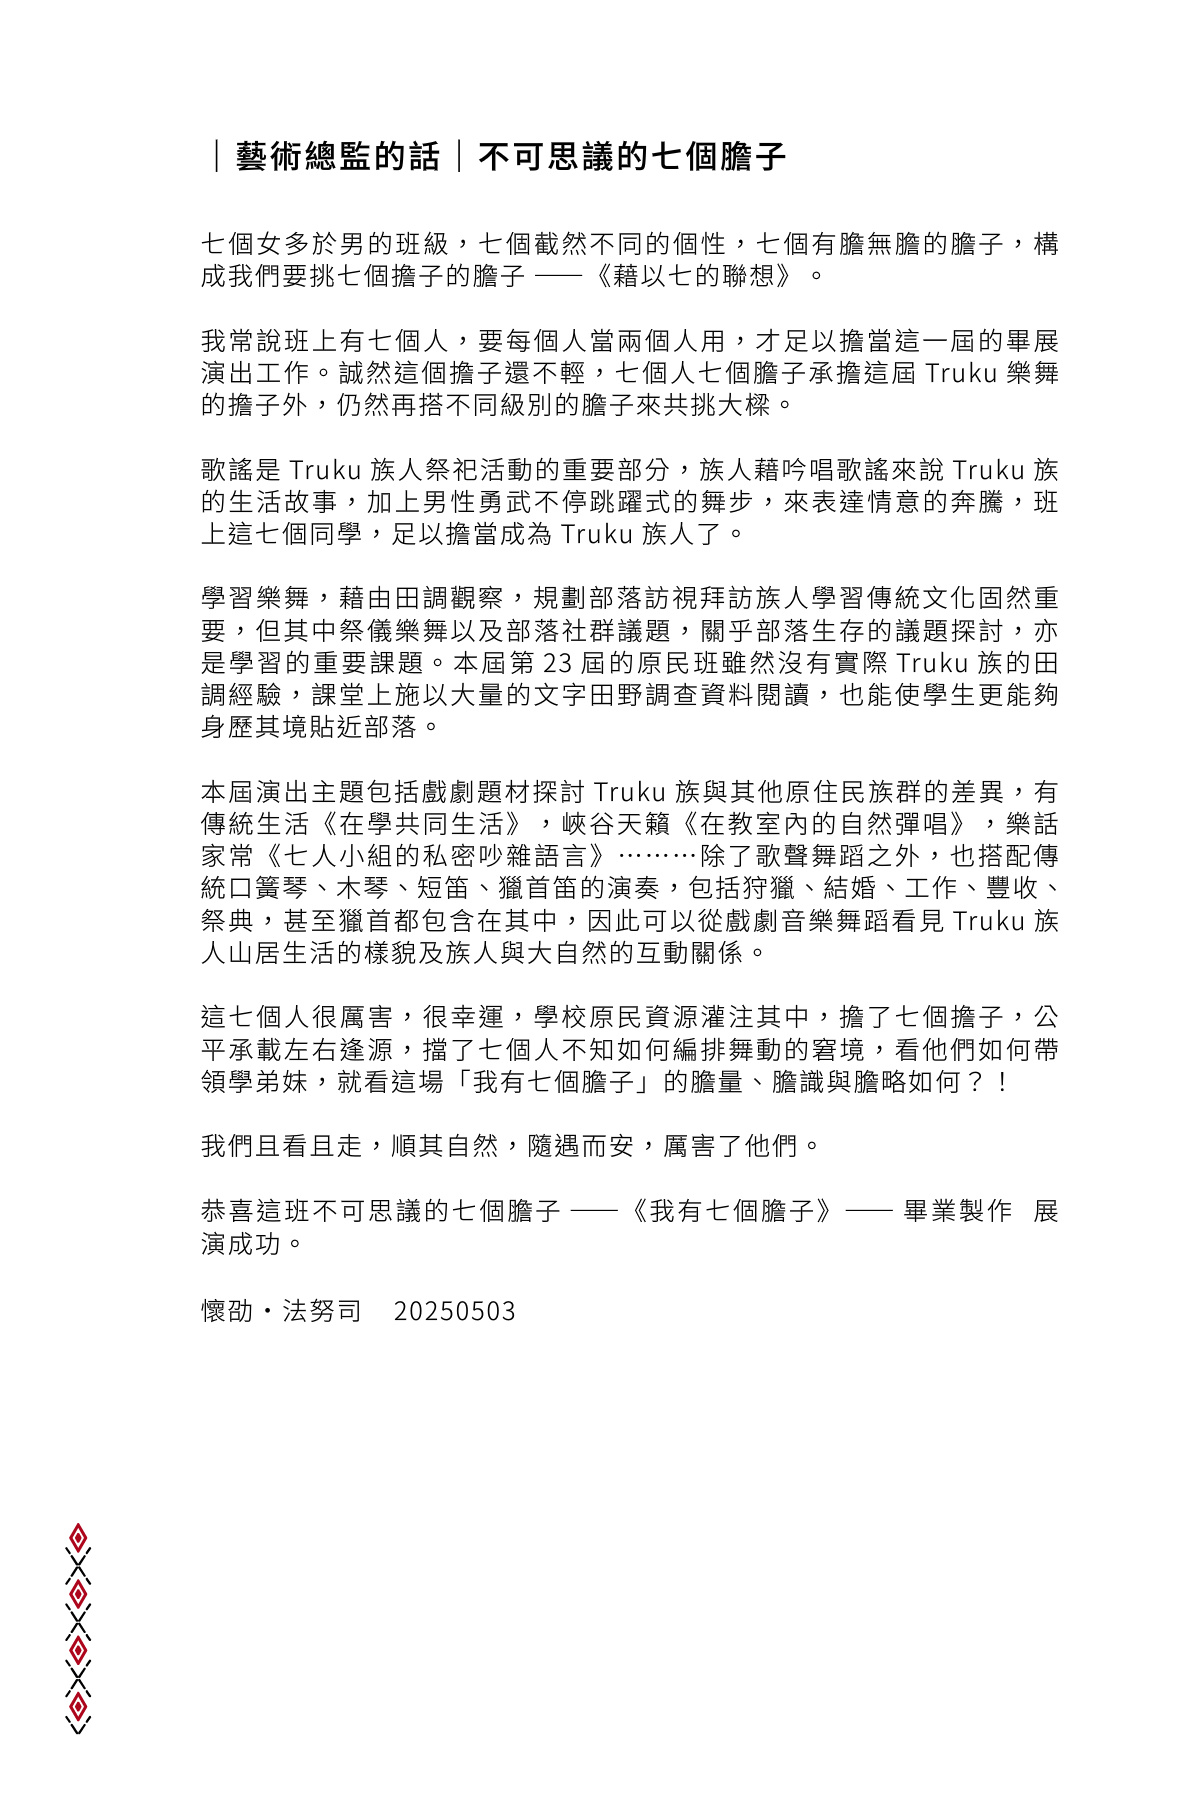 ｜藝術總監的話｜不可思議的七個膽子
七個女多於男的班級，七個截然不同的個性，七個有膽無膽的膽子，構
成我們要挑七個擔子的膽子 ——《藉以七的聯想》。
我常說班上有七個人，要每個人當兩個人用，才足以擔當這一屆的畢展
演出工作。誠然這個擔子還不輕，七個人七個膽子承擔這屆 Truku 樂舞
的擔子外，仍然再搭不同級別的膽子來共挑大樑。
歌謠是 Truku 族人祭祀活動的重要部分，族人藉吟唱歌謠來說 Truku 族
的生活故事，加上男性勇武不停跳躍式的舞步，來表達情意的奔騰，班
上這七個同學，足以擔當成為 Truku 族人了。
學習樂舞，藉由田調觀察，規劃部落訪視拜訪族人學習傳統文化固然重
要，但其中祭儀樂舞以及部落社群議題，關乎部落生存的議題探討，亦
是學習的重要課題。本屆第 23 屆的原民班雖然沒有實際 Truku 族的田
調經驗，課堂上施以大量的文字田野調查資料閱讀，也能使學生更能夠
身歷其境貼近部落。
本屆演出主題包括戲劇題材探討 Truku 族與其他原住民族群的差異，有
傳統生活《在學共同生活》，峽谷天籟《在教室內的自然彈唱》，樂話
家常《七人小組的私密吵雜語言》………除了歌聲舞蹈之外，也搭配傳
統口簧琴、木琴、短笛、獵首笛的演奏，包括狩獵、結婚、工作、豐收、
祭典，甚至獵首都包含在其中，因此可以從戲劇音樂舞蹈看見 Truku 族
人山居生活的樣貌及族人與大自然的互動關係。
這七個人很厲害，很幸運，學校原民資源灌注其中，擔了七個擔子，公
平承載左右逢源，擋了七個人不知如何編排舞動的窘境，看他們如何帶
領學弟妹，就看這場「我有七個膽子」的膽量、膽識與膽略如何？！
我們且看且走，順其自然，隨遇而安，厲害了他們。
恭喜這班不可思議的七個膽子 ——《我有七個膽子》—— 畢業製作 展
演成功。
懷劭・法努司 20250503